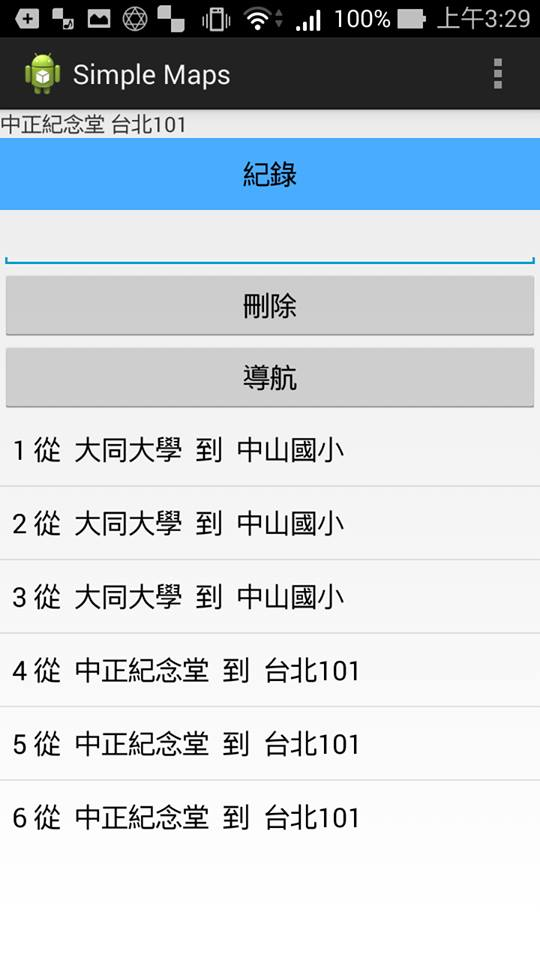 100% 上午3:29
Simple Maps
中正紀念堂 台北101
紀錄
刪除
導航
1 從 大同大學 到 中山國小
2 從 大同大學 到 中山國小
3 從 大同大學 到 中山國小
4 從 中正紀念堂 到 台北101
5 從 中正紀念堂 到 台北101
6 從 中正紀念堂 到 台北101